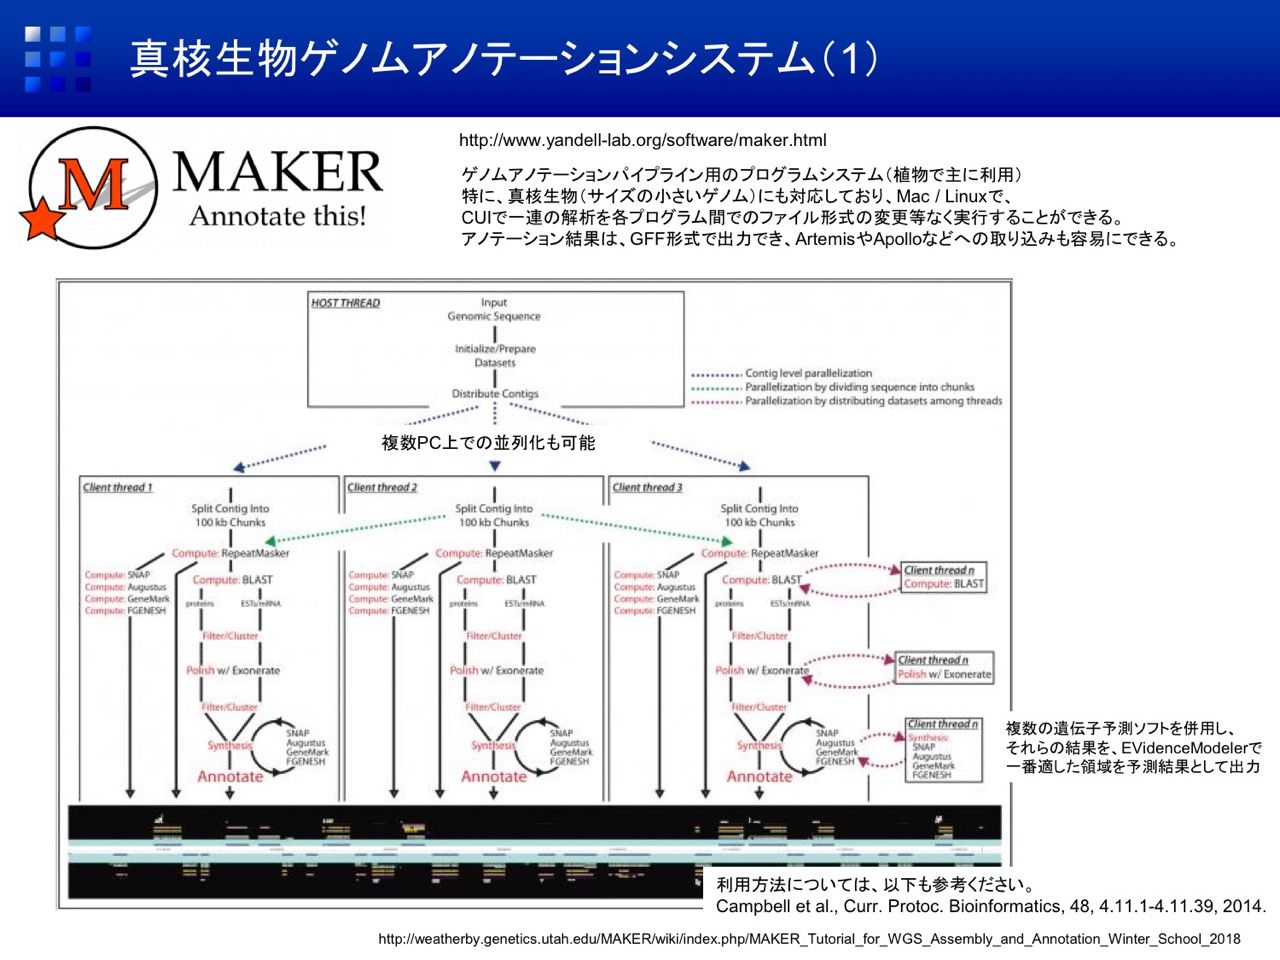 真核生物ゲノムアノテーションシステム（1）
M
MAKER
Annotate this!
http://www.yandell-lab.org/software/maker.html
ゲノムアノテーションパイプライン用のプログラムシステム（植物で主に利用）
特に、真核生物（サイズの小さいゲノム）にも対応しており、Mac / Linuxで、
CUIで一連の解析を各プログラム間でのファイル形式の変更等なく実行することができる。
アノテーション結果は、GFF形式で出力でき、ArtemisやApolloなどへの取り込みも容易にできる。
HOST THREAD
Input
Genomic Sequence
Initialize/Prepare
Datasets
Distribute Contigs
Contig level parallelization
Parallelization by dividing sequence into chunks
Parallelization by distributing datasets among threads
複数PC上での並列化も可能
Client thread 1
Split Contig Into
100 kb Chunks
Compute: RepeatMasker
Compute: SNAP
Compute: Augustus
Compute: GeneMark
Compute: FGENESH
Compute: BLAST
proteins
ESTs/mRNA
Filter/Cluster
Polish w/ Exonerate
Filter/Cluster
Synthesis
SNAP
Augustus
GeneMark
FGENESH
Annotate
Client thread 2
Split Contig Into
100 kb Chunks
Compute: RepeatMasker
Compute: SNAP
Compute: Augustus
Compute: GeneMark
Compute: FGENESH
Compute: BLAST
proteins
ESTs/mRNA
Filter/Cluster
Polish w/ Exonerate
Filter/Cluster
Synthesis
SNAP
Augustus
GeneMark
FGENESH
Annotate
Client thread 3
Split Contig Into
100 kb Chunks
Compute: RepeatMasker
Compute: SNAP
Compute: Augustus
Compute: GeneMark
Compute: FGENESH
Compute: BLAST
proteins
ESTs/mRNA
Filter/Cluster
Polish w/ Exonerate
Filter/Cluster
Synthesis
SNAP
Augustus
GeneMark
FGENESH
Annotate
Client thread n
Compute: BLAST
Client thread n
Polish w/ Exonerate
Client thread n
Synthesis:
SNAP
Augustus
GeneMark
FGENESH
複数の遺伝子予測ソフトを併用し、
それらの結果を、EVidenceModelerで
一番適した領域を予測結果として出力
利用方法については、以下も参考ください。
Campbell et al., Curr. Protoc. Bioinformatics, 48, 4.11.1-4.11.39, 2014.
http://weatherby.genetics.utah.edu/MAKER/wiki/index.php/MAKER_Tutorial_for_WGS_Assembly_and_Annotation_Winter_School_2018